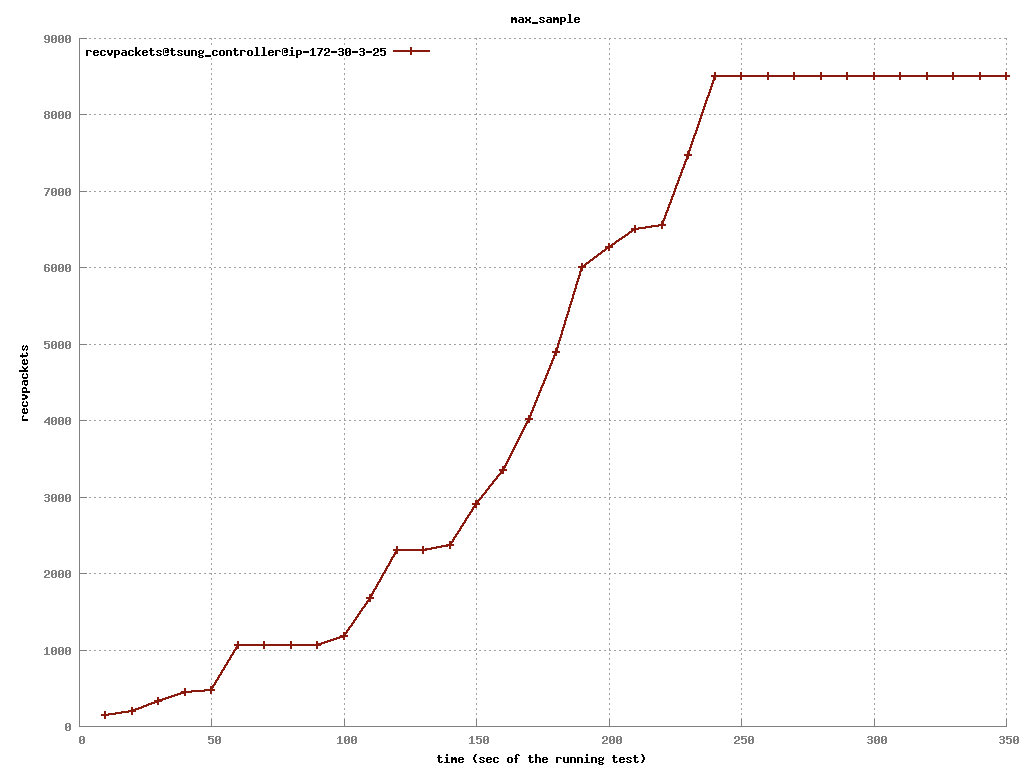 max_sample
recvpackets@tsung_controller@ip-172-30-3-25
9000
8000
7000
6000
5000
4000
3000
2000
1000
0
recvpackets
0 50 100 150 200 250 300 350
time (sec of the running test)